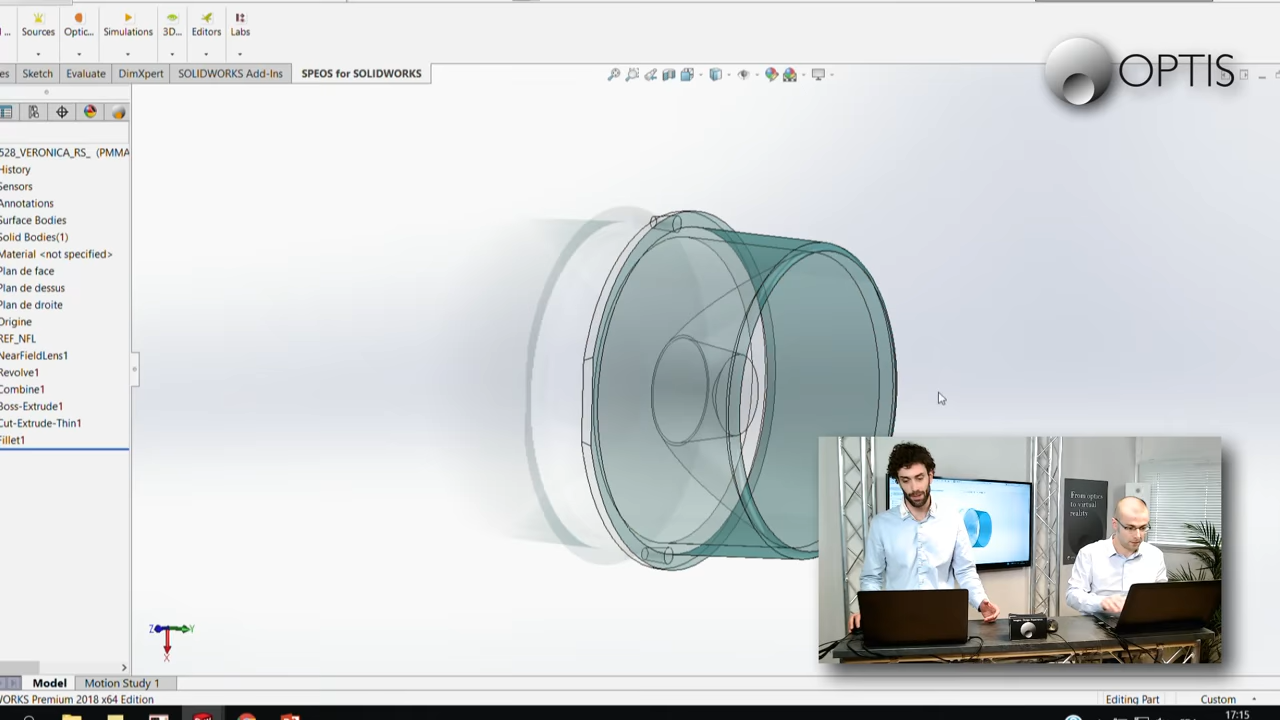 Sources Optic... Simulations 3D... Editors Labs
Sketch Evaluate DimXpert SOLIDWORKS Add-Ins SPEOS for SOLIDWORKS
OPTIS
528_VERONICA_RS_ (PMMA
History
Sensors
Annotations
Surface Bodies
Solid Bodies(1)
Material <not specified>
Plan de face
Plan de dessus
Plan de droite
Origine
REF_NFL
NearFieldLens1
Revolve1
Combine1
Boss-Extrude1
Cut-Extrude-Thin1
Fillet1
From optics
to virtual
reality
Z Y
X
Model Motion Study 1
WORKS Premium 2018 x64 Edition
Editing Part Custom
17:15